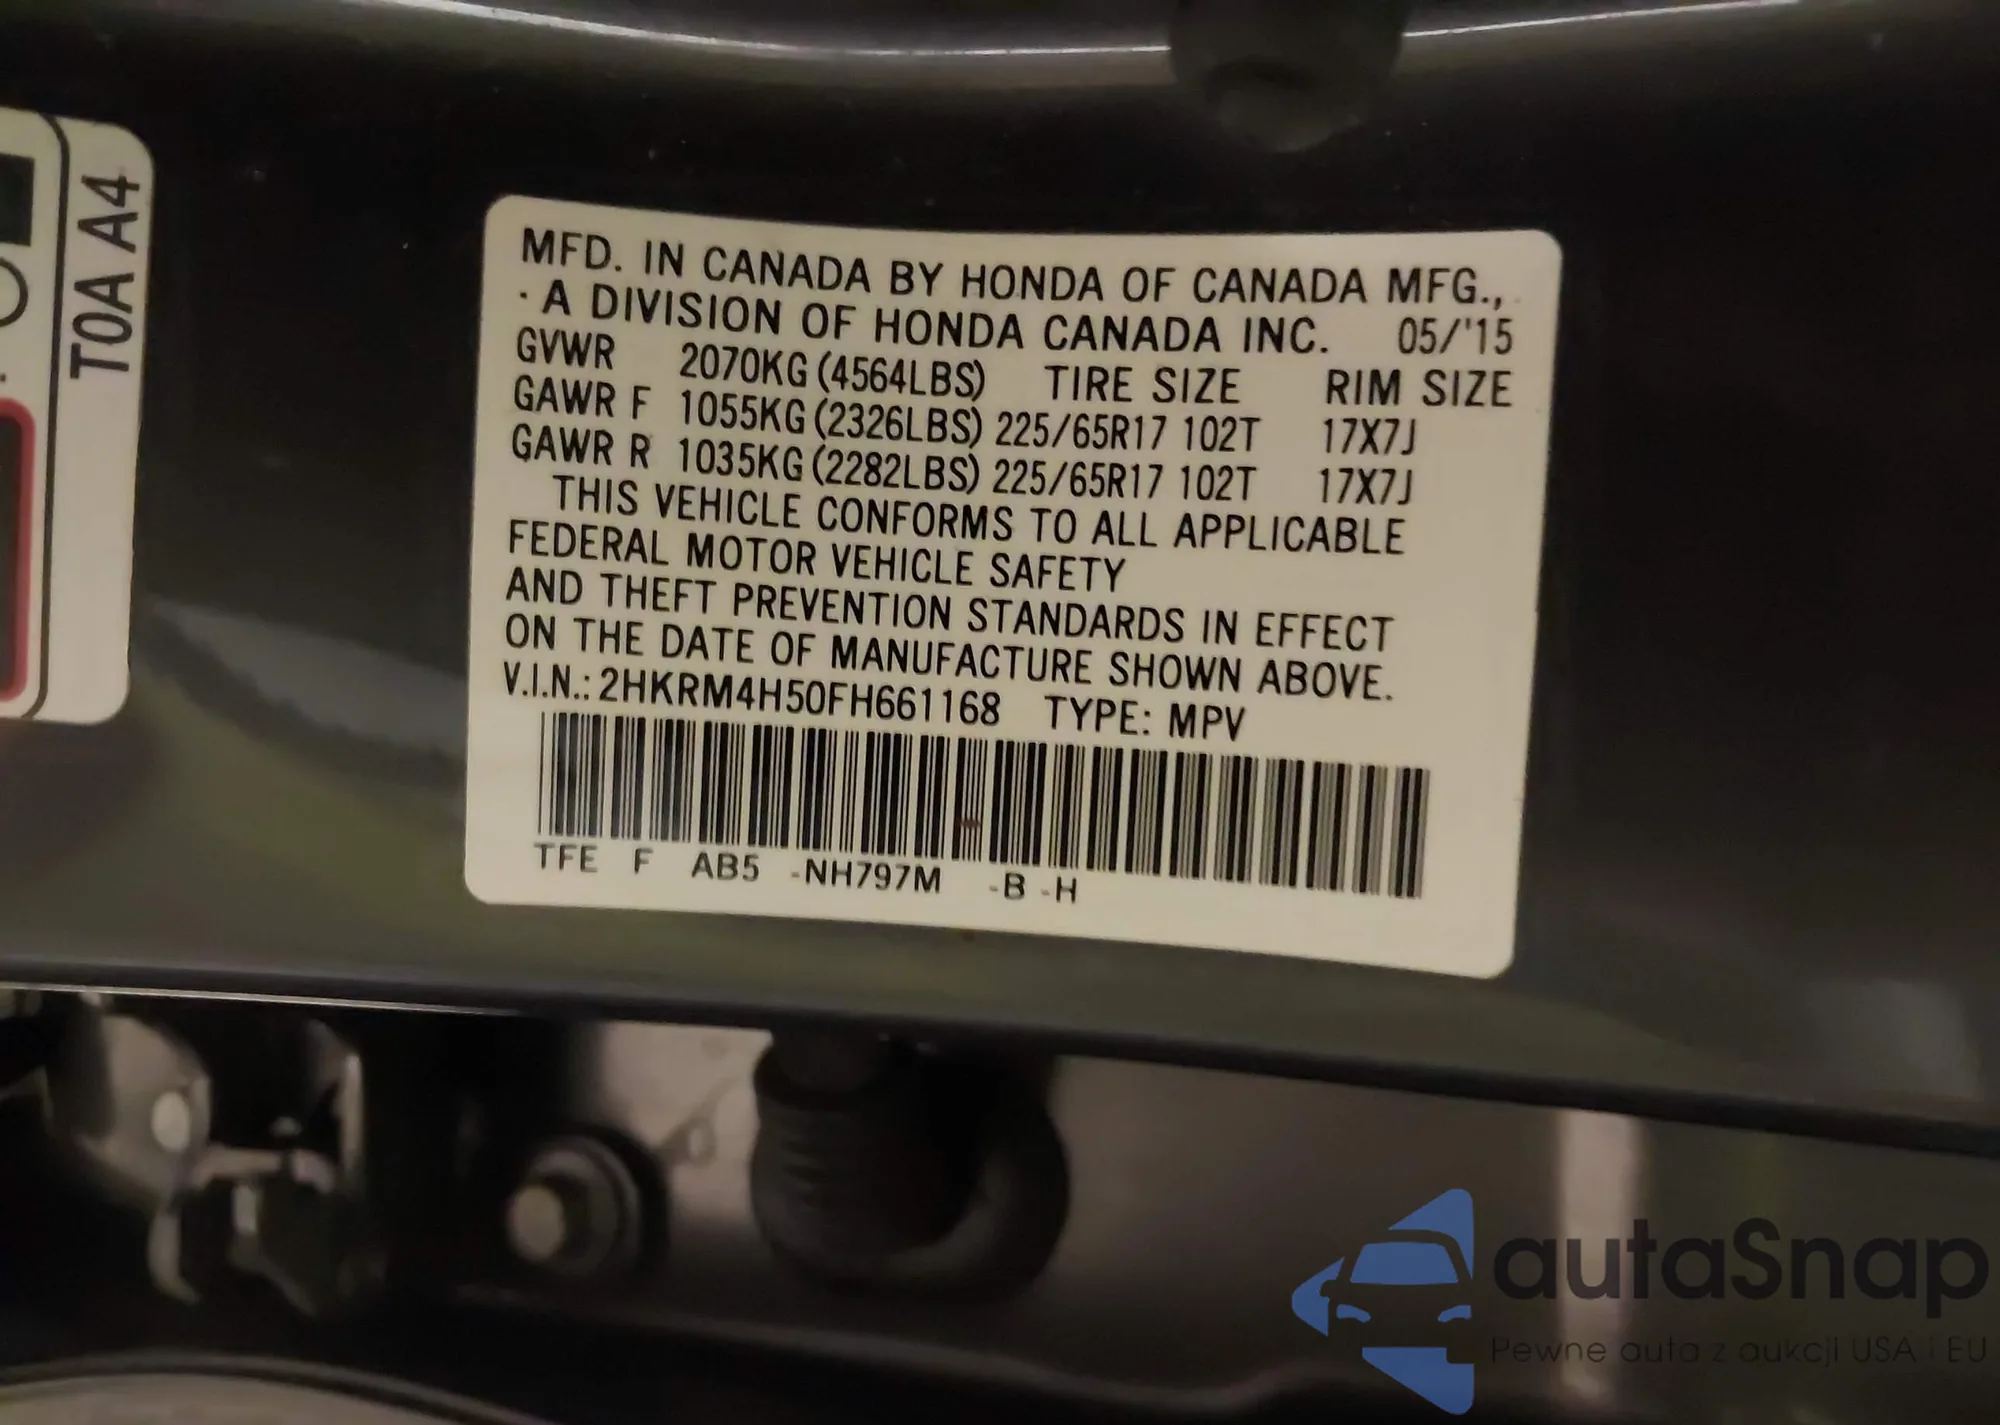 T0A A4
MFD. IN CANADA BY HONDA OF CANADA MFG.,
· A DIVISION OF HONDA CANADA INC. 05/'15
GVWR 2070KG (4564LBS) TIRE SIZE RIM SIZE
GAWR F 1055KG (2326LBS) 225/65R17 102T 17X7J
GAWR R 1035KG (2282LBS) 225/65R17 102T 17X7J
THIS VEHICLE CONFORMS TO ALL APPLICABLE
FEDERAL MOTOR VEHICLE SAFETY
AND THEFT PREVENTION STANDARDS IN EFFECT
ON THE DATE OF MANUFACTURE SHOWN ABOVE.
V.I.N.: 2HKRM4H50FH661168 TYPE: MPV
TFE F AB5 -NH797M -B -H
autaSnap
Pewne auta z aukcji USA i EU